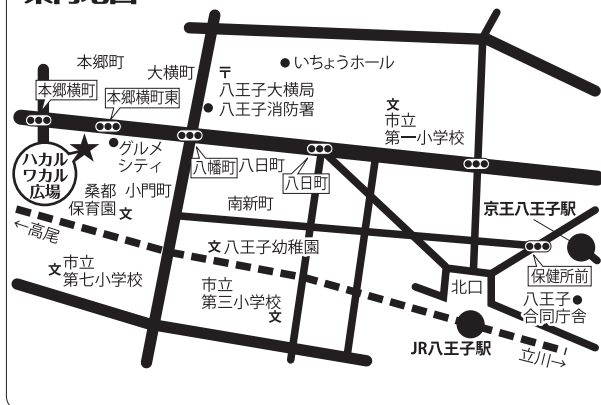 案内地図
本郷町
大横町
〒
いちょうホール
本郷横町
本郷横町東
八王子大横局
八王子消防署
文
市立
第一小学校
グルメ
シティ
ハカル
ワカル
広場
八幡町
八日町
八日町
桑都
保育園
文
小門町
南新町
京王八王子駅
←高尾
文八王子幼稚園
文市立
第七小学校
市立
第三小学校
文
北口
保健所前
八王子
合同庁舎
JR八王子駅
立川→